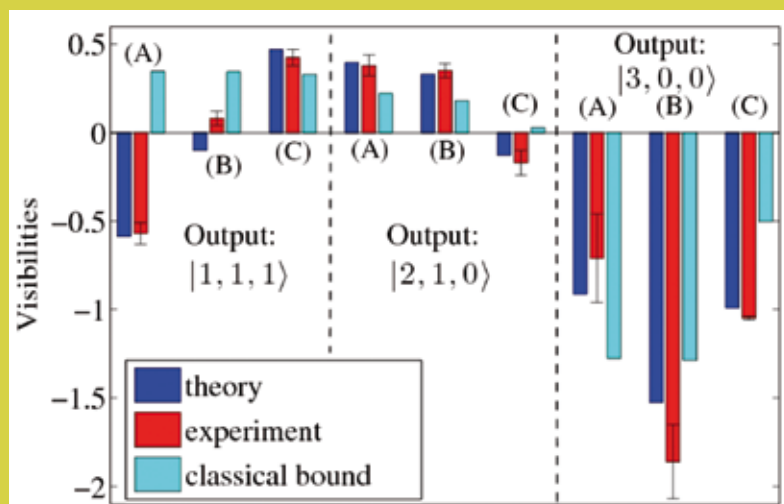 0.5
0
−0.5
−1
−1.5
−2
Visibilities
(A)
(B)
(C)
Output:
|1, 1, 1⟩
(A)
(B)
(C)
Output:
|2, 1, 0⟩
Output:
|3, 0, 0⟩
(A)
(B)
(C)
theory
experiment
classical bound